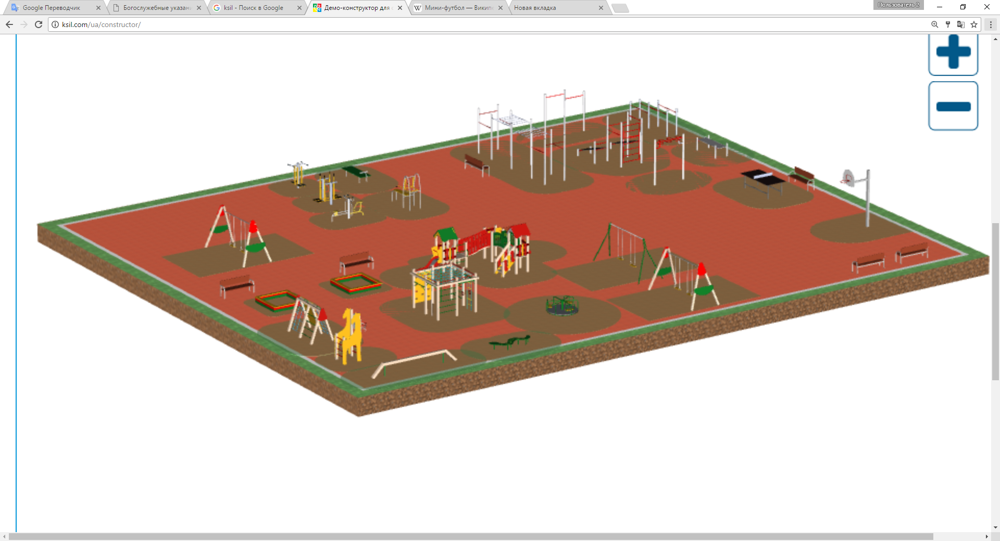 Google Переводчик
Богослужебные указан
ksil - Поиск в Google
Демо-конструктор для
Мини-футбол — Викип
Новая вкладка
Пользователь 2
ksil.com/ua/constructor/